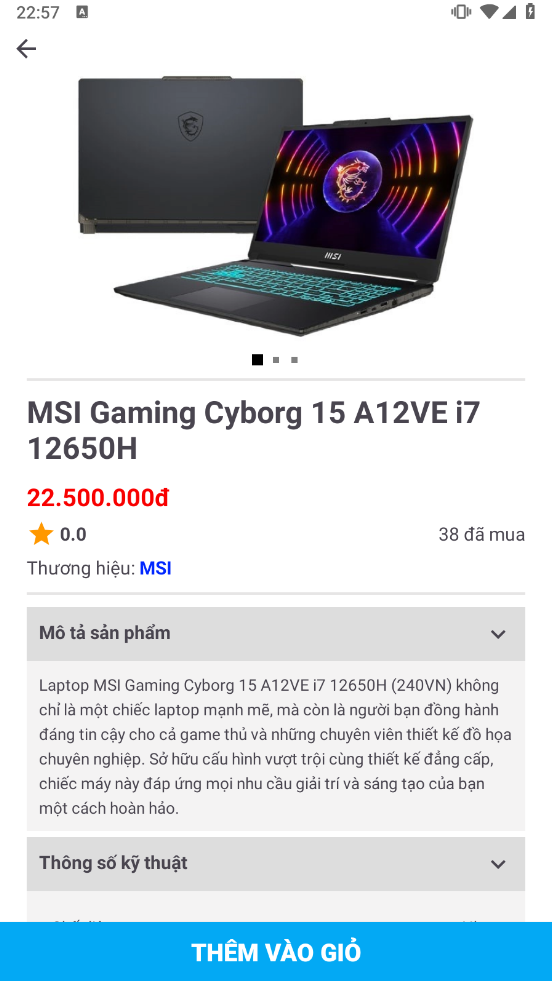 22:57
A
msi
MSI Gaming Cyborg 15 A12VE i7
12650H
22.500.000đ
0.0
38 đã mua
Thương hiệu: MSI
Mô tả sản phẩm
Laptop MSI Gaming Cyborg 15 A12VE i7 12650H (240VN) không
chỉ là một chiếc laptop mạnh mẽ, mà còn là người bạn đồng hành
đáng tin cậy cho cả game thủ và những chuyên viên thiết kế đồ họa
chuyên nghiệp. Sở hữu cấu hình vượt trội cùng thiết kế đẳng cấp,
chiếc máy này đáp ứng mọi nhu cầu giải trí và sáng tạo của bạn
một cách hoàn hảo.
Thông số kỹ thuật
THÊM VÀO GIỎ